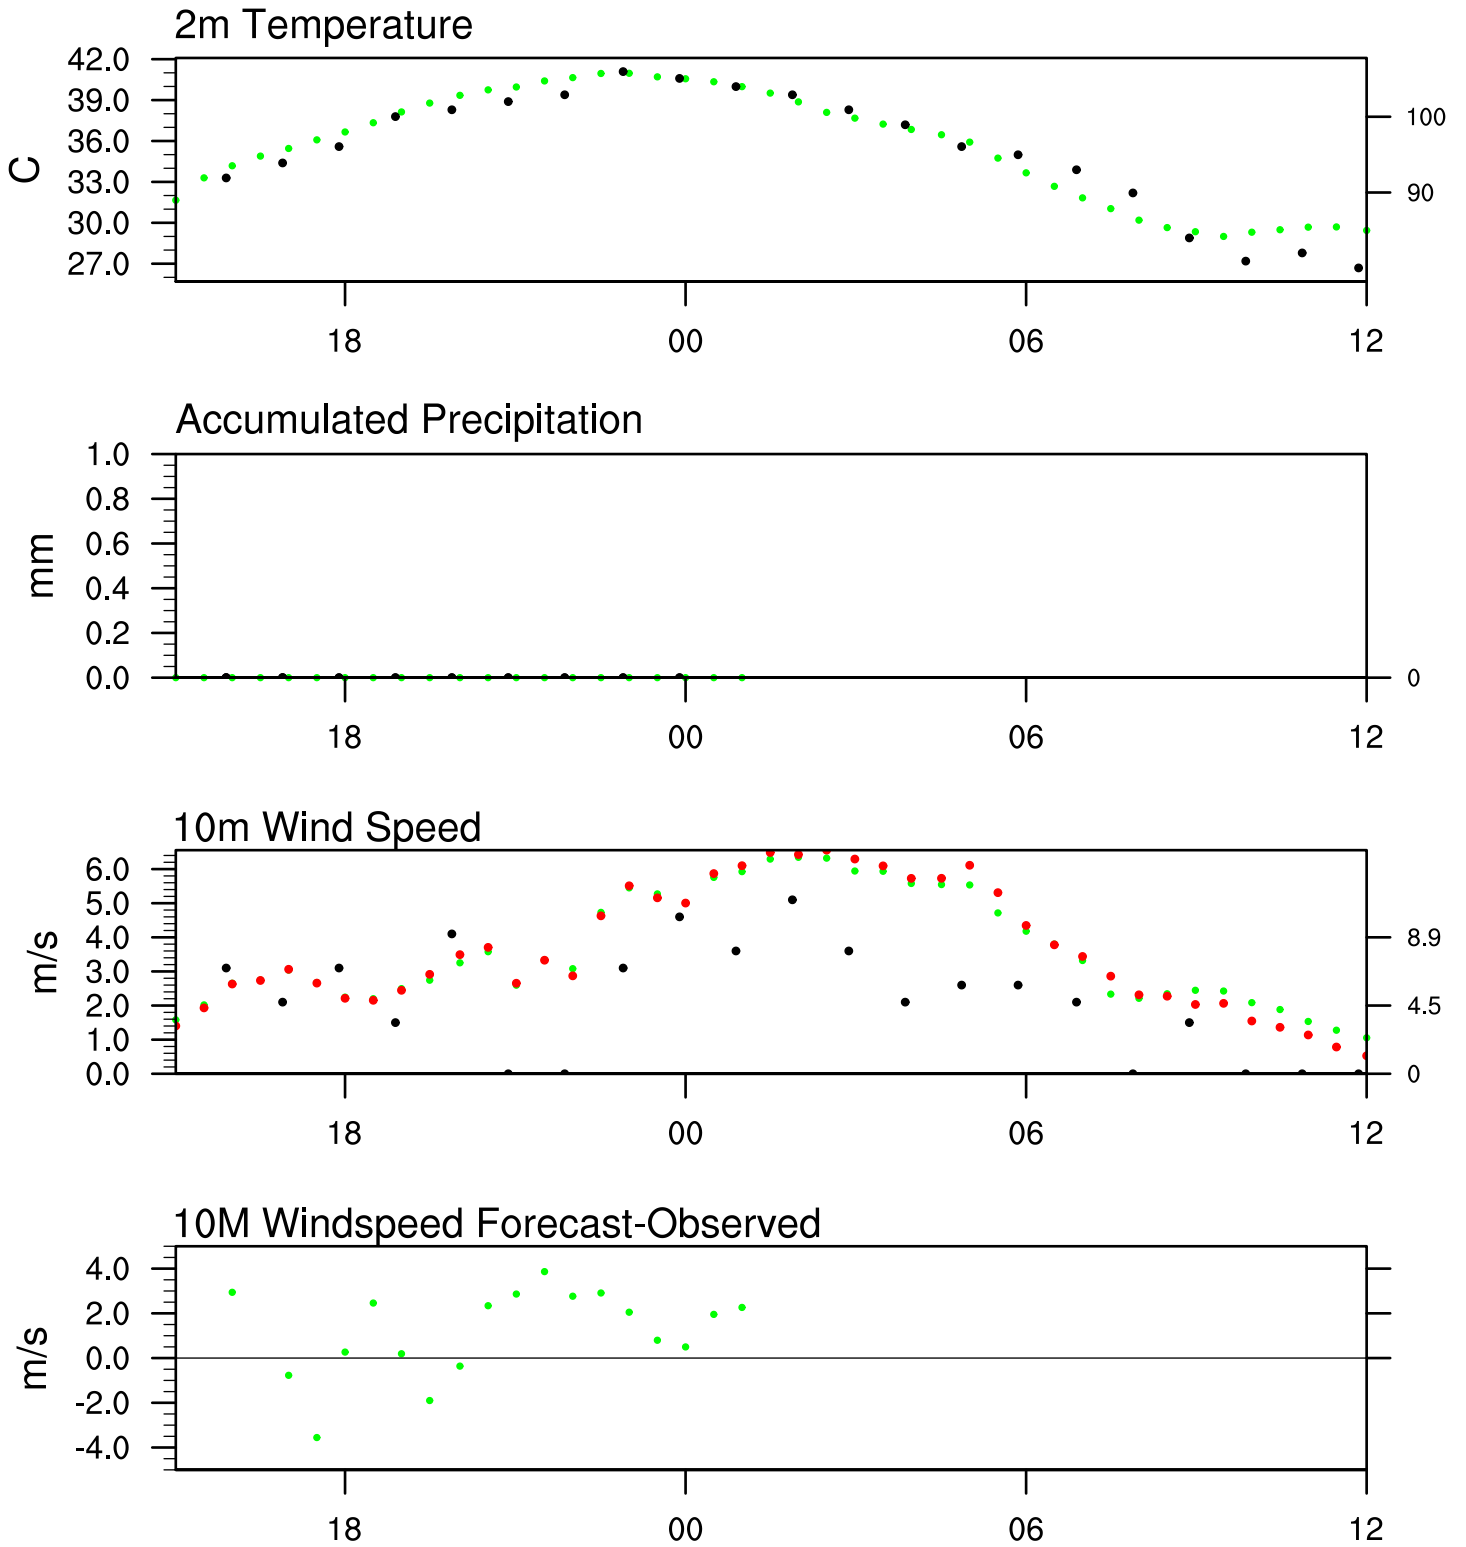 2m Temperature
42.0
39.0
36.0
33.0
30.0
27.0
C
100
90
18 00 06 12
Accumulated Precipitation
1.0
0.8
0.6
0.4
0.2
0.0
mm
0
18 00 06 12
10m Wind Speed
6.0
5.0
4.0
3.0
2.0
1.0
0.0
m/s
8.9
4.5
0
18 00 06 12
10M Windspeed Forecast-Observed
4.0
2.0
0.0
-2.0
-4.0
m/s
18 00 06 12